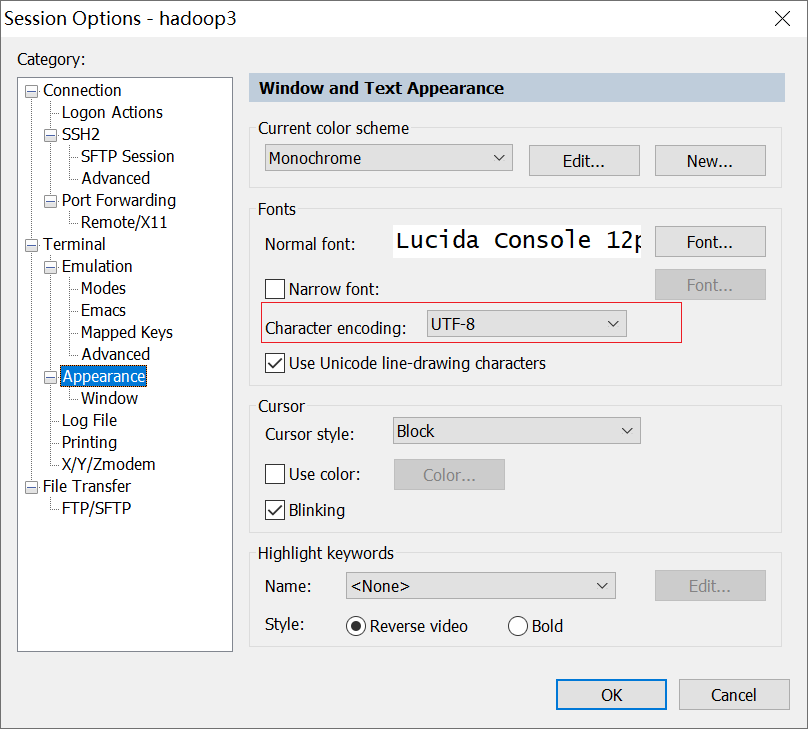 Session Options - hadoop3
Category:
Connection
Logon Actions
SSH2
SFTP Session
Advanced
Port Forwarding
Remote/X11
Terminal
Emulation
Modes
Emacs
Mapped Keys
Advanced
Appearance
Window
Log File
Printing
X/Y/Zmodem
File Transfer
FTP/SFTP
Window and Text Appearance
Current color scheme
Monochrome
Edit...
New...
Fonts
Normal font:
Lucida Console 12p
Font...
Narrow font:
Font...
Character encoding:
UTF-8
Use Unicode line-drawing characters
Cursor
Cursor style:
Block
Use color:
Color...
Blinking
Highlight keywords
Name:
<None>
Edit...
Style:
Reverse video
Bold
OK
Cancel